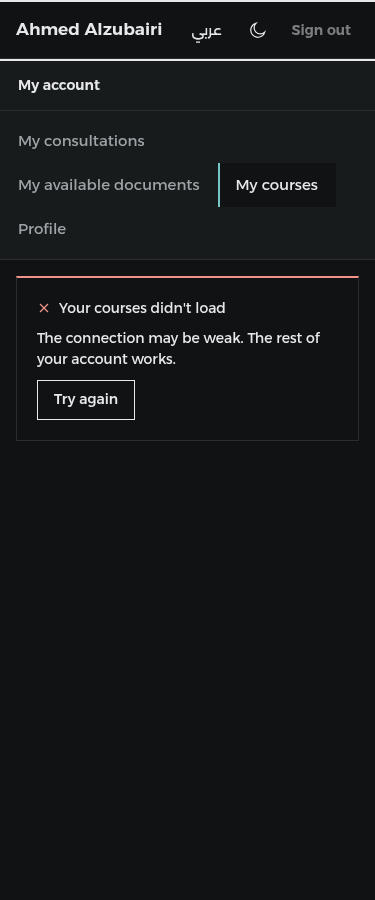 Ahmed Alzubairi
عربي
Sign out
My account
My consultations
My available documents
My courses
Profile
Your courses didn't load
The connection may be weak. The rest of
your account works.
Try again